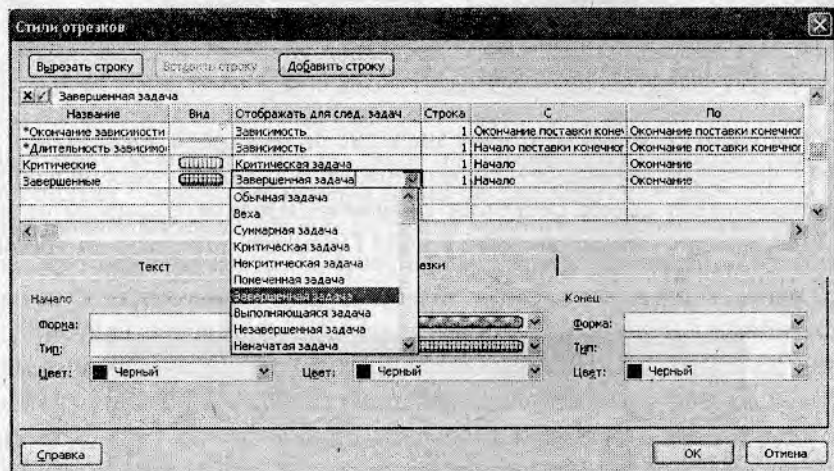 Стили отрезков
Вырезать строку Вставить строку Добавить строку
Завершенная задача
Название Вид Отображать для след. задач Строка С По
*Окончание зависимости Зависимость 1 Окончание поставки конеч Окончание поставки конечног
*Длительность зависимо Зависимость 1 Начало поставки конечног Окончание поставки конечног
Критические Критическая задача 1 Начало Окончание
Завершенные Завершенная задача 1 Начало Окончание
Обычная задача
Веха
Суммарная задача
Критическая задача
Некритическая задача
Помеченная задача
Завершенная задача
Выполняющаяся задача
Незавершенная задача
Неначатая задача
Текст езки
Начало Конец
Форма: Форма:
Тип: Тип:
Цвет: Черный Цвет: Черный Цвет: Черный
Справка ОК Отмена